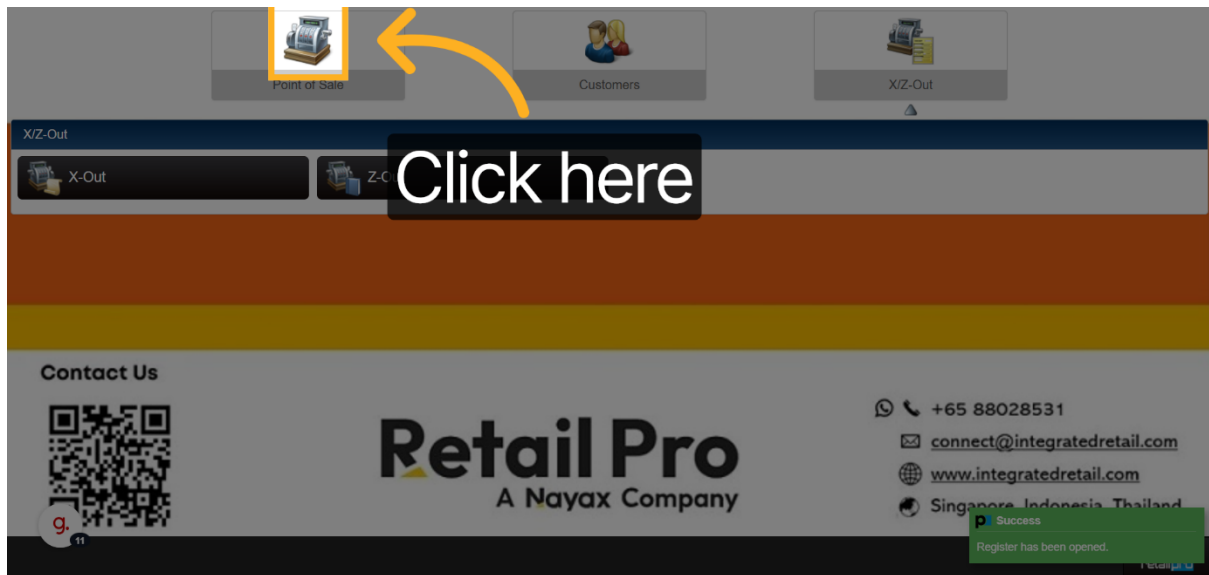 Point of Sale
Customers
X/Z-Out
X/Z-Out
X-Out
Click here
Contact Us
Retail Pro
A Nayax Company
+65 88028531
connect@integratedretail.com
www.integratedretail.com
Singapore, Indonesia, Thailand
Success
Register has been opened.
g.
11
retailpro